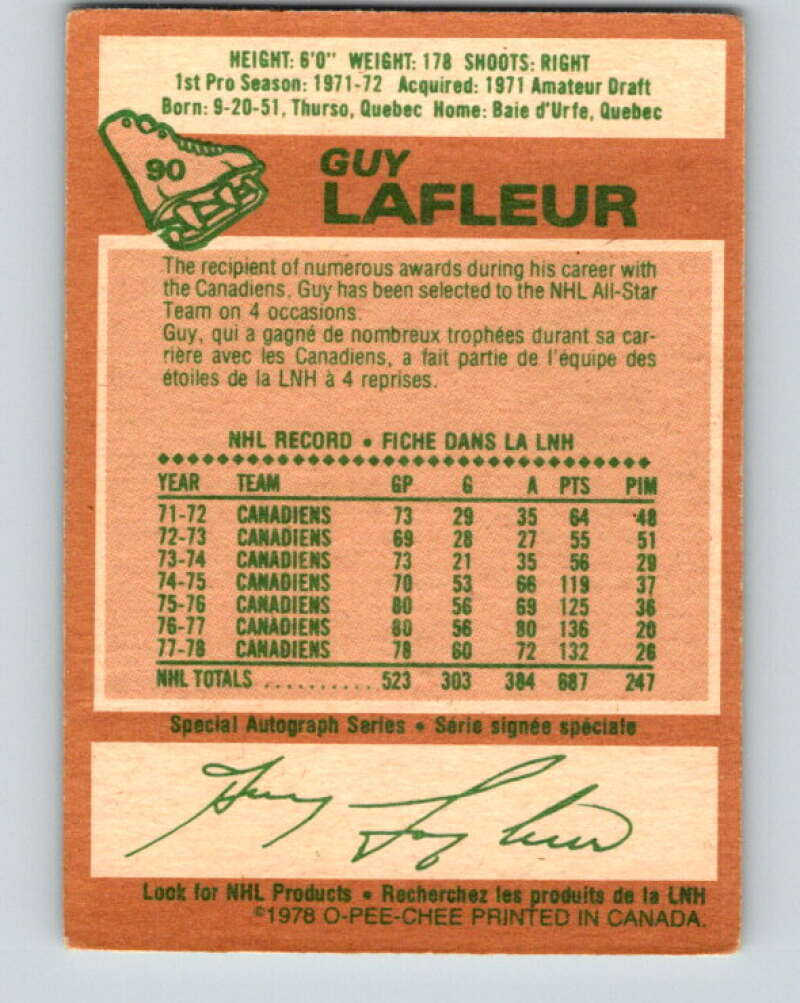 HEIGHT: 6'0" WEIGHT: 178 SHOOTS: RIGHT
1st Pro Season: 1971-72 Acquired: 1971 Amateur Draft
Born: 9-20-51, Thurso, Quebec Home: Baie d'Urfe, Quebec
90
GUY
LAFLEUR
The recipient of numerous awards during his career with
the Canadiens, Guy has been selected to the NHL All-Star
Team on 4 occasions.
Guy, qui a gagné de nombreux trophées durant sa car-
rière avec les Canadiens, a fait partie de l'équipe des
étoiles de la LNH à 4 reprises.
NHL RECORD • FICHE DANS LA LNH
YEAR TEAM GP G A PTS PIM
71-72 CANADIENS 73 29 35 64 48
72-73 CANADIENS 69 28 27 55 51
73-74 CANADIENS 73 21 35 56 29
74-75 CANADIENS 70 53 66 119 37
75-76 CANADIENS 80 56 69 125 36
76-77 CANADIENS 80 56 80 136 20
77-78 CANADIENS 78 60 72 132 26
NHL TOTALS .......... 523 303 384 687 247
Special Autograph Series • Série signée spéciale
Guy Lafleur
Look for NHL Products • Recherchez les produits de la LNH
©1978 O-PEE-CHEE PRINTED IN CANADA.